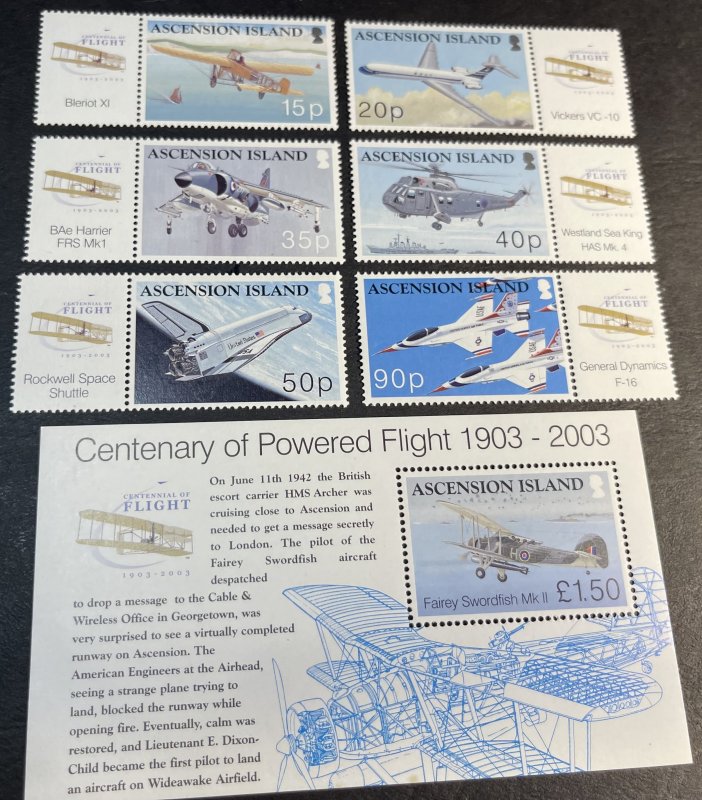 CENTENNIAL OF
FLIGHT
1903-2003
Bleriot XI
ASCENSION ISLAND
15p
ASCENSION ISLAND
20p
CENTENNIAL OF
FLIGHT
1903-2003
Vickers VC -10
CENTENNIAL OF
FLIGHT
1903-2003
BAe Harrier
FRS Mk1
ASCENSION ISLAND
35p
ASCENSION ISLAND
40p
CENTENNIAL OF
FLIGHT
1903-2003
Westland Sea King
HAS Mk. 4
CENTENNIAL OF
FLIGHT
1903-2003
Rockwell Space
Shuttle
ASCENSION ISLAND
United States
50p
ASCENSION ISLAND
USAF
USAF
90p
CENTENNIAL OF
FLIGHT
1903-2003
General Dynamics
F-16
Centenary of Powered Flight 1903 - 2003
CENTENNIAL OF
FLIGHT
1903-2003
On June 11th 1942 the British
escort carrier HMS Archer was
cruising close to Ascension and
needed to get a message secretly
to London. The pilot of the
Fairey Swordfish aircraft
despatched
to drop a message to the Cable &
Wireless Office in Georgetown, was
very surprised to see a virtually completed
runway on Ascension. The
American Engineers at the Airhead,
seeing a strange plane trying to
land, blocked the runway while
opening fire. Eventually, calm was
restored, and Lieutenant E. Dixon-
Child became the first pilot to land
an aircraft on Wideawake Airfield.
ASCENSION ISLAND
H
Fairey Swordfish Mk II
£1.50